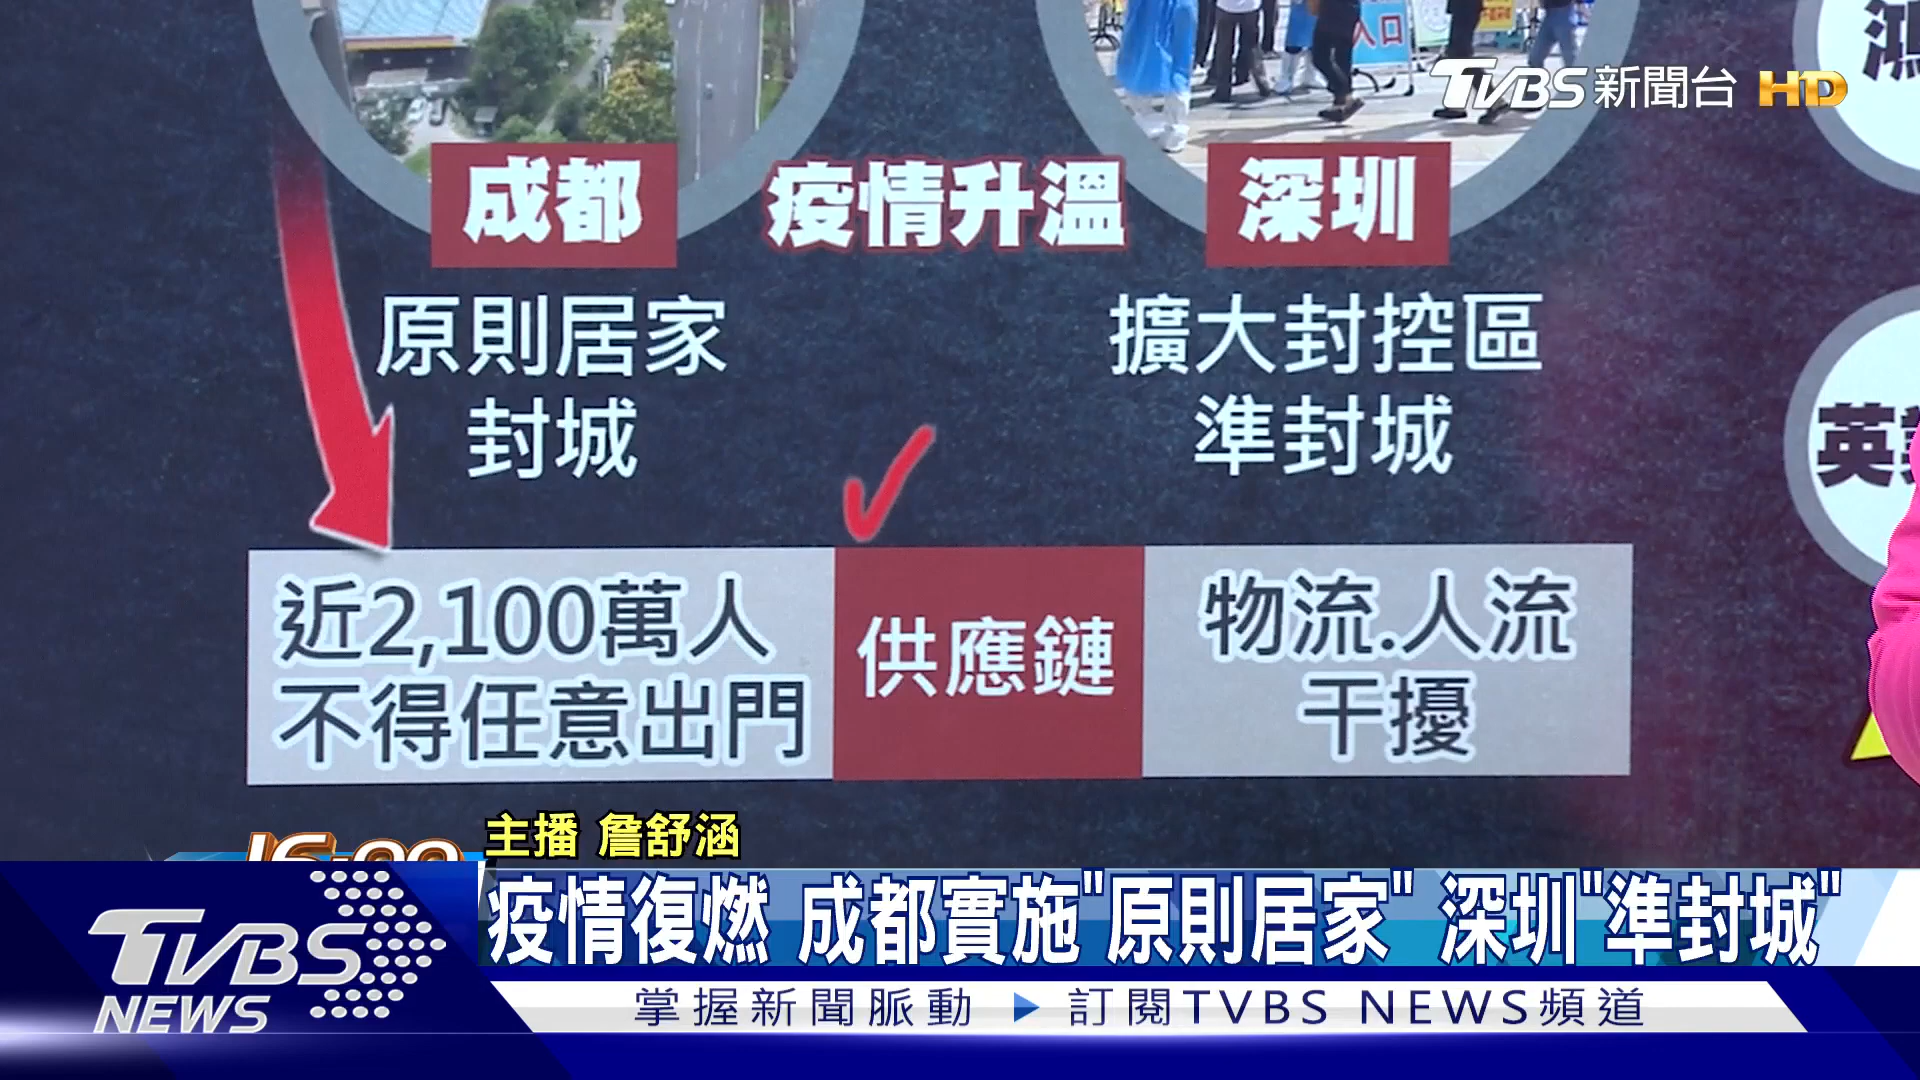 TVBS新聞台 HD
鴻
入口
成都
疫情升溫
深圳
原則居家
封城
擴大封控區
準封城
英
近2,100萬人
不得任意出門
供應鏈
物流.人流
干擾
16:00
主播 詹舒涵
疫情復燃 成都實施"原則居家" 深圳"準封城"
TVBS
NEWS
掌握新聞脈動 ▶ 訂閱TVBS NEWS頻道